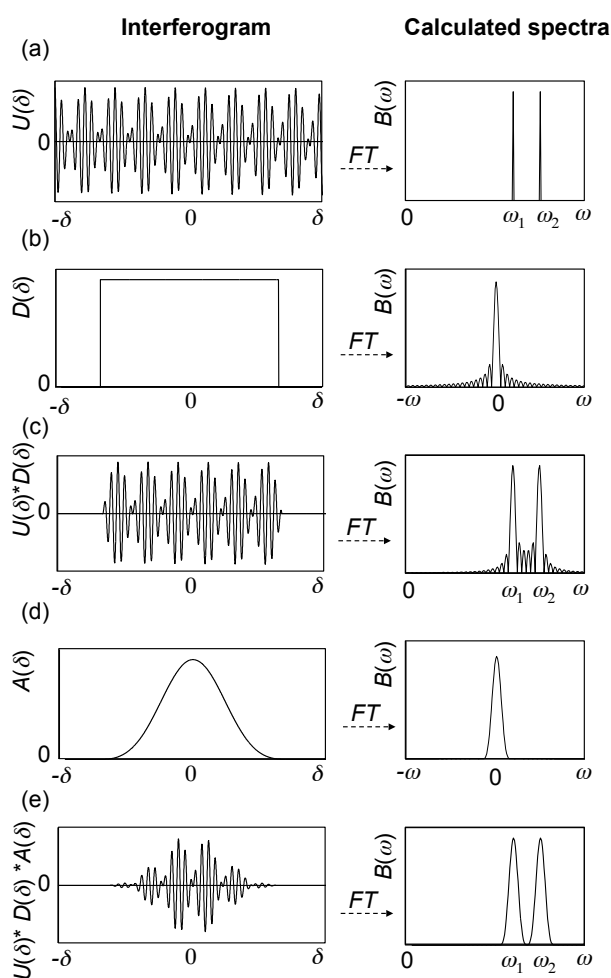 Interferogram Calculated spectra
(a)
U(δ)
0
-δ 0 δ
FT
B(ω)
0 ω₁ ω₂ ω
(b)
D(δ)
0
-δ 0 δ
FT
B(ω)
-ω 0 ω
(c)
U(δ)*D(δ)
0
-δ 0 δ
FT
B(ω)
0 ω₁ ω₂ ω
(d)
A(δ)
0
-δ 0 δ
FT
B(ω)
-ω 0 ω
(e)
U(δ)* D(δ) *A(δ)
0
-δ 0 δ
FT
B(ω)
0 ω₁ ω₂ ω